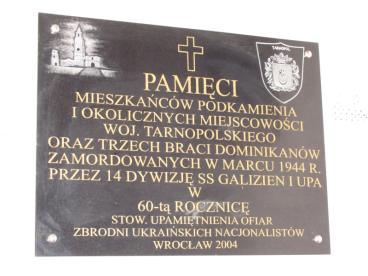 TARNOPOL
PAMIĘCI
MIESZKAŃCÓW PODKAMIENIA
I OKOLICZNYCH MIEJSCOWOŚCI
WOJ. TARNOPOLSKIEGO
ORAZ TRZECH BRACI DOMINIKANÓW
ZAMORDOWANYCH W MARCU 1944 R.
PRZEZ 14 DYWIZJĘ SS GALIZIEN I UPA
W
60-tą ROCZNICĘ
STOW. UPAMIĘTNIENIA OFIAR
ZBRODNI UKRAIŃSKICH NACJONALISTÓW
WROCŁAW 2004